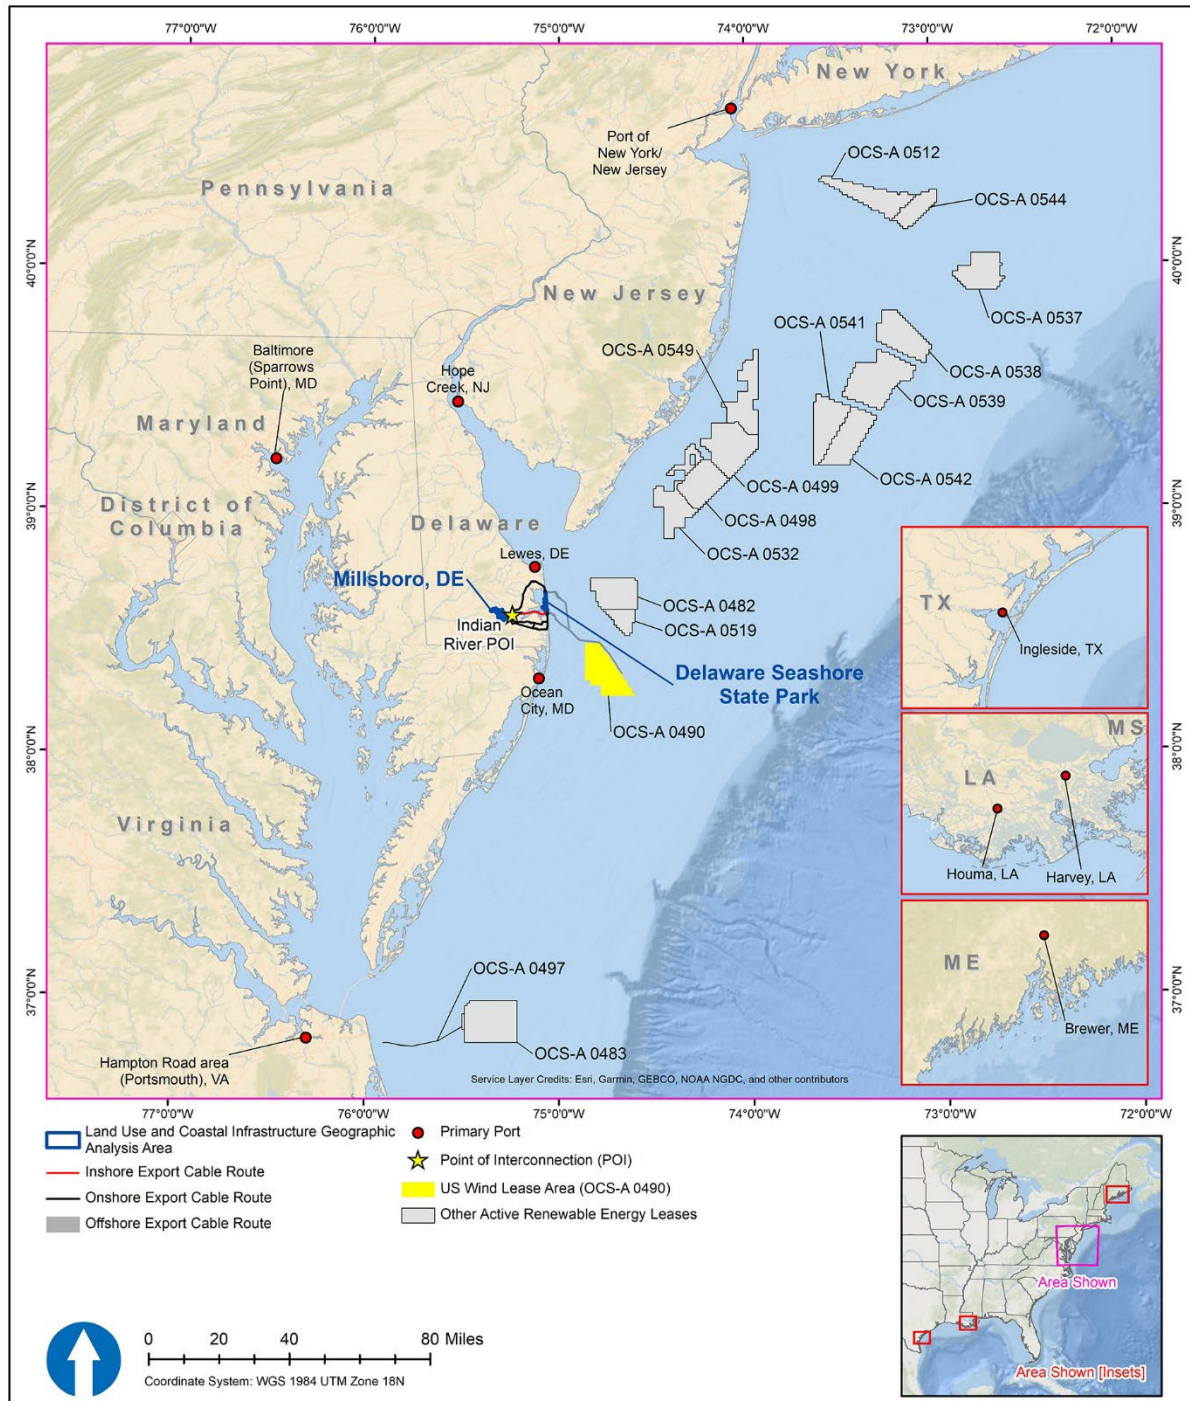 77°0'0"W
76°0'0"W
75°0'0"W
74°0'0"W
73°0'0"W
72°0'0"W
New York
Port of
New York/
New Jersey
OCS-A 0512
OCS-A 0544
Pennsylvania
40°0'0"N
40°0'0"N
New Jersey
OCS-A 0537
OCS-A 0541
OCS-A 0549
OCS-A 0538
OCS-A 0539
Baltimore
(Sparrows
Point), MD
Hope
Creek, NJ
Maryland
OCS-A 0499
OCS-A 0542
OCS-A 0498
OCS-A 0532
39°0'0"N
39°0'0"N
District of
Columbia
Delaware
Lewes, DE
Millsboro, DE
Indian
River POI
OCS-A 0482
OCS-A 0519
Delaware Seashore
State Park
Ocean
City, MD
OCS-A 0490
TX
Ingleside, TX
38°0'0"N
38°0'0"N
MS
LA
Houma, LA
Harvey, LA
Virginia
ME
Brewer, ME
37°0'0"N
37°0'0"N
OCS-A 0497
OCS-A 0483
Hampton Road area
(Portsmouth), VA
Service Layer Credits: Esri, Garmin, GEBCO, NOAA NGDC, and other contributors
77°0'0"W
76°0'0"W
75°0'0"W
74°0'0"W
73°0'0"W
72°0'0"W
Land Use and Coastal Infrastructure Geographic
Analysis Area
Inshore Export Cable Route
Onshore Export Cable Route
Offshore Export Cable Route
Primary Port
Point of Interconnection (POI)
US Wind Lease Area (OCS-A 0490)
Other Active Renewable Energy Leases
Area Shown
Area Shown [Insets]
0 20 40 80 Miles
Coordinate System: WGS 1984 UTM Zone 18N